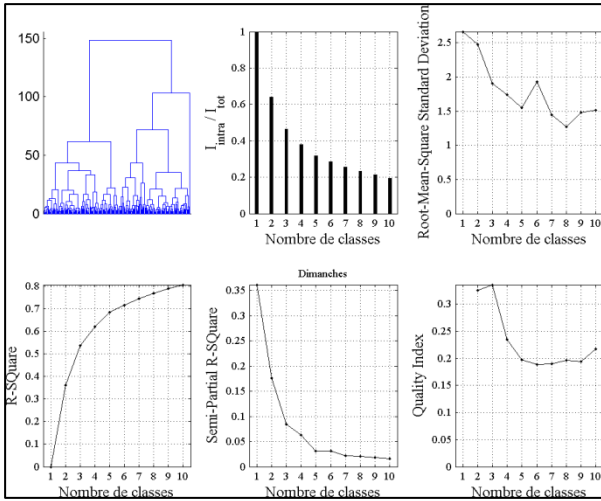 150
100
50
0
I_intra / I_tot
1
0.8
0.6
0.4
0.2
0
1 2 3 4 5 6 7 8 9 10
Nombre de classes
Root-Mean-Square Standard Deviation
2.5
2
1.5
1
0.5
0
1 2 3 4 5 6 7 8 9 10
Nombre de classes
R-SQuare
0.8
0.7
0.6
0.5
0.4
0.3
0.2
0.1
0
1 2 3 4 5 6 7 8 9 10
Nombre de classes
Dimanches
Semi-Partial R-SQuare
0.35
0.3
0.25
0.2
0.15
0.1
0.05
0
1 2 3 4 5 6 7 8 9 10
Nombre de classes
Quality Index
0.3
0.25
0.2
0.15
0.1
0.05
0
1 2 3 4 5 6 7 8 9 10
Nombre de classes